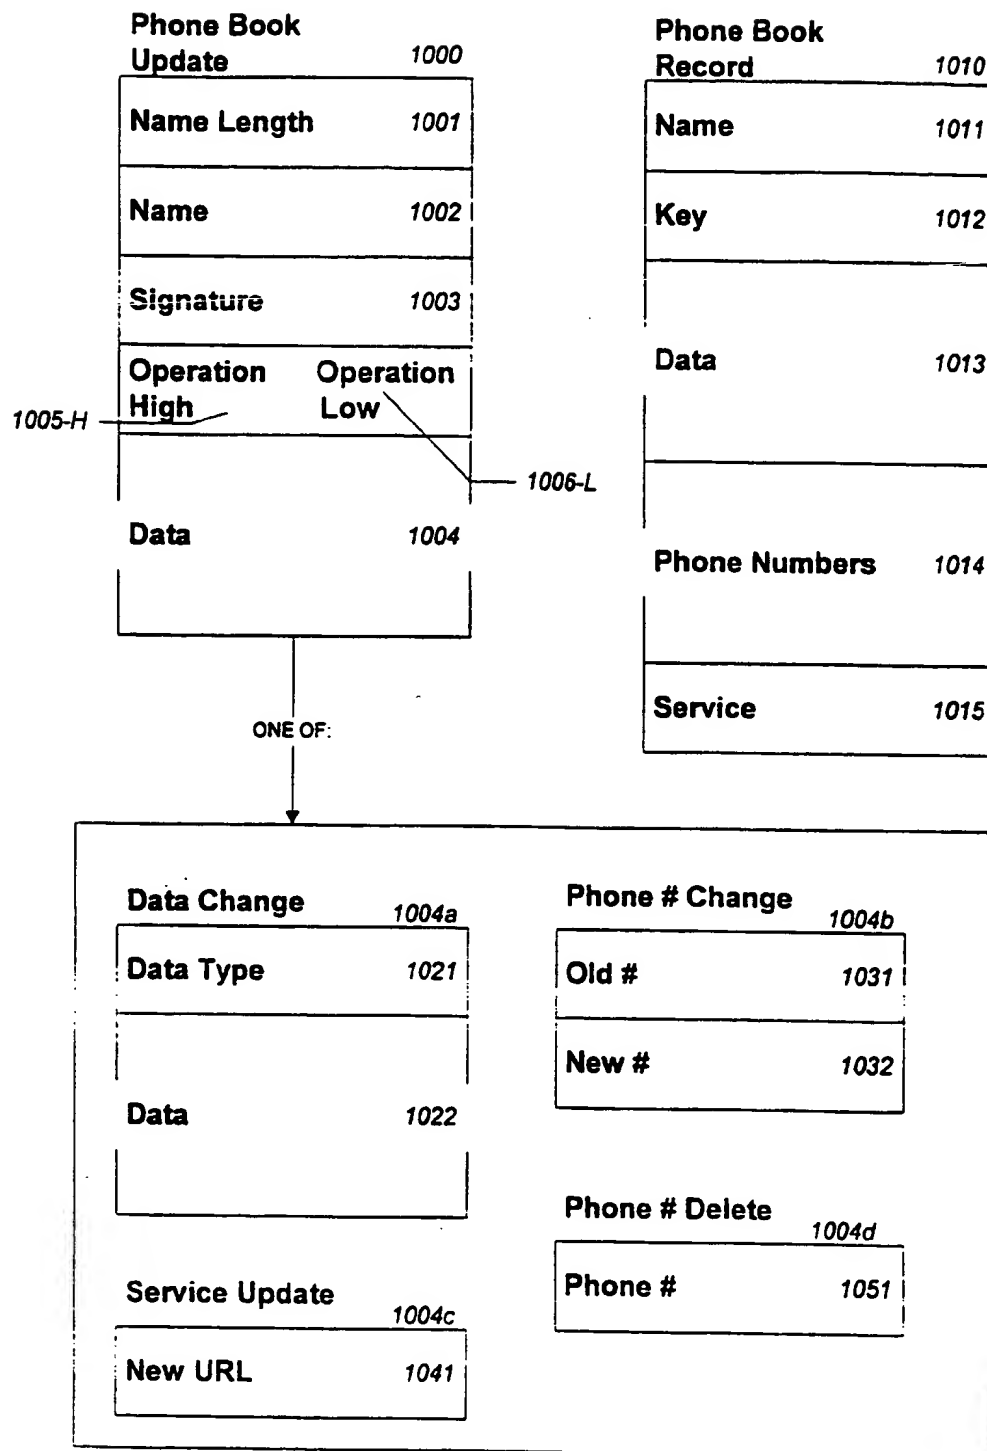 Phone Book
Update 1000
Name Length 1001
Name 1002
Signature 1003
Operation Operation
High Low
1005-H
1006-L
Data 1004
Phone Book
Record 1010
Name 1011
Key 1012
Data 1013
Phone Numbers 1014
Service 1015
ONE OF:
Data Change 1004a
Data Type 1021
Data 1022
Phone # Change 1004b
Old # 1031
New # 1032
Service Update 1004c
New URL 1041
Phone # Delete 1004d
Phone # 1051